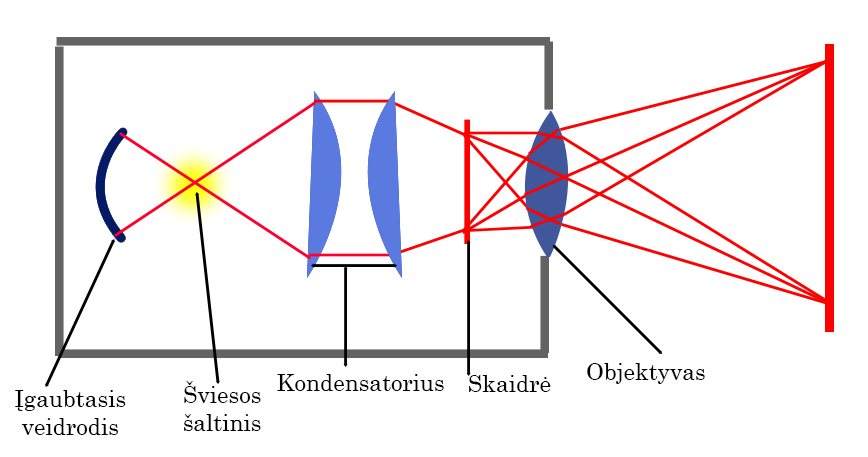 Įgaubtasis
veidrodis
Šviesos
šaltinis
Kondensatorius
Skaidrė
Objektyvas